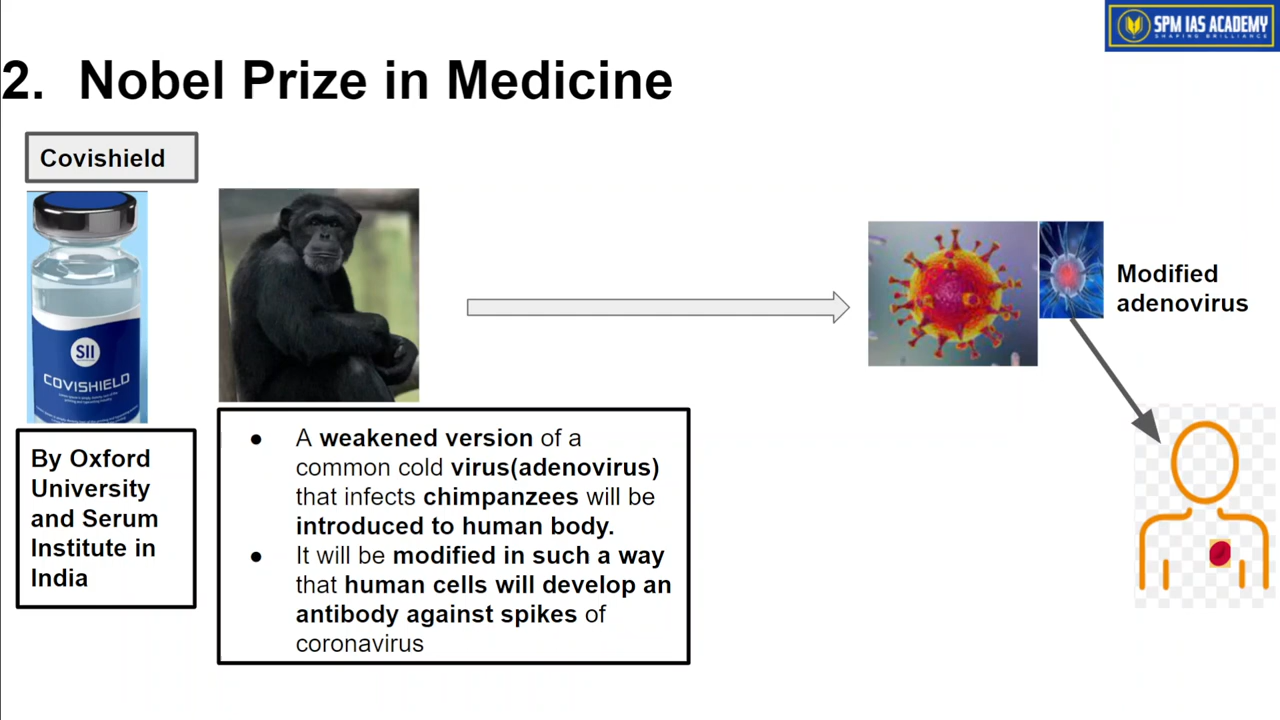 SPM IAS ACADEMY
SHAPING BRILLIANCE
2. Nobel Prize in Medicine
Covishield
SII
COVISHIELD
Modified
adenovirus
By Oxford
University
and Serum
Institute in
India
● A weakened version of a
common cold virus(adenovirus)
that infects chimpanzees will be
introduced to human body.
● It will be modified in such a way
that human cells will develop an
antibody against spikes of
coronavirus